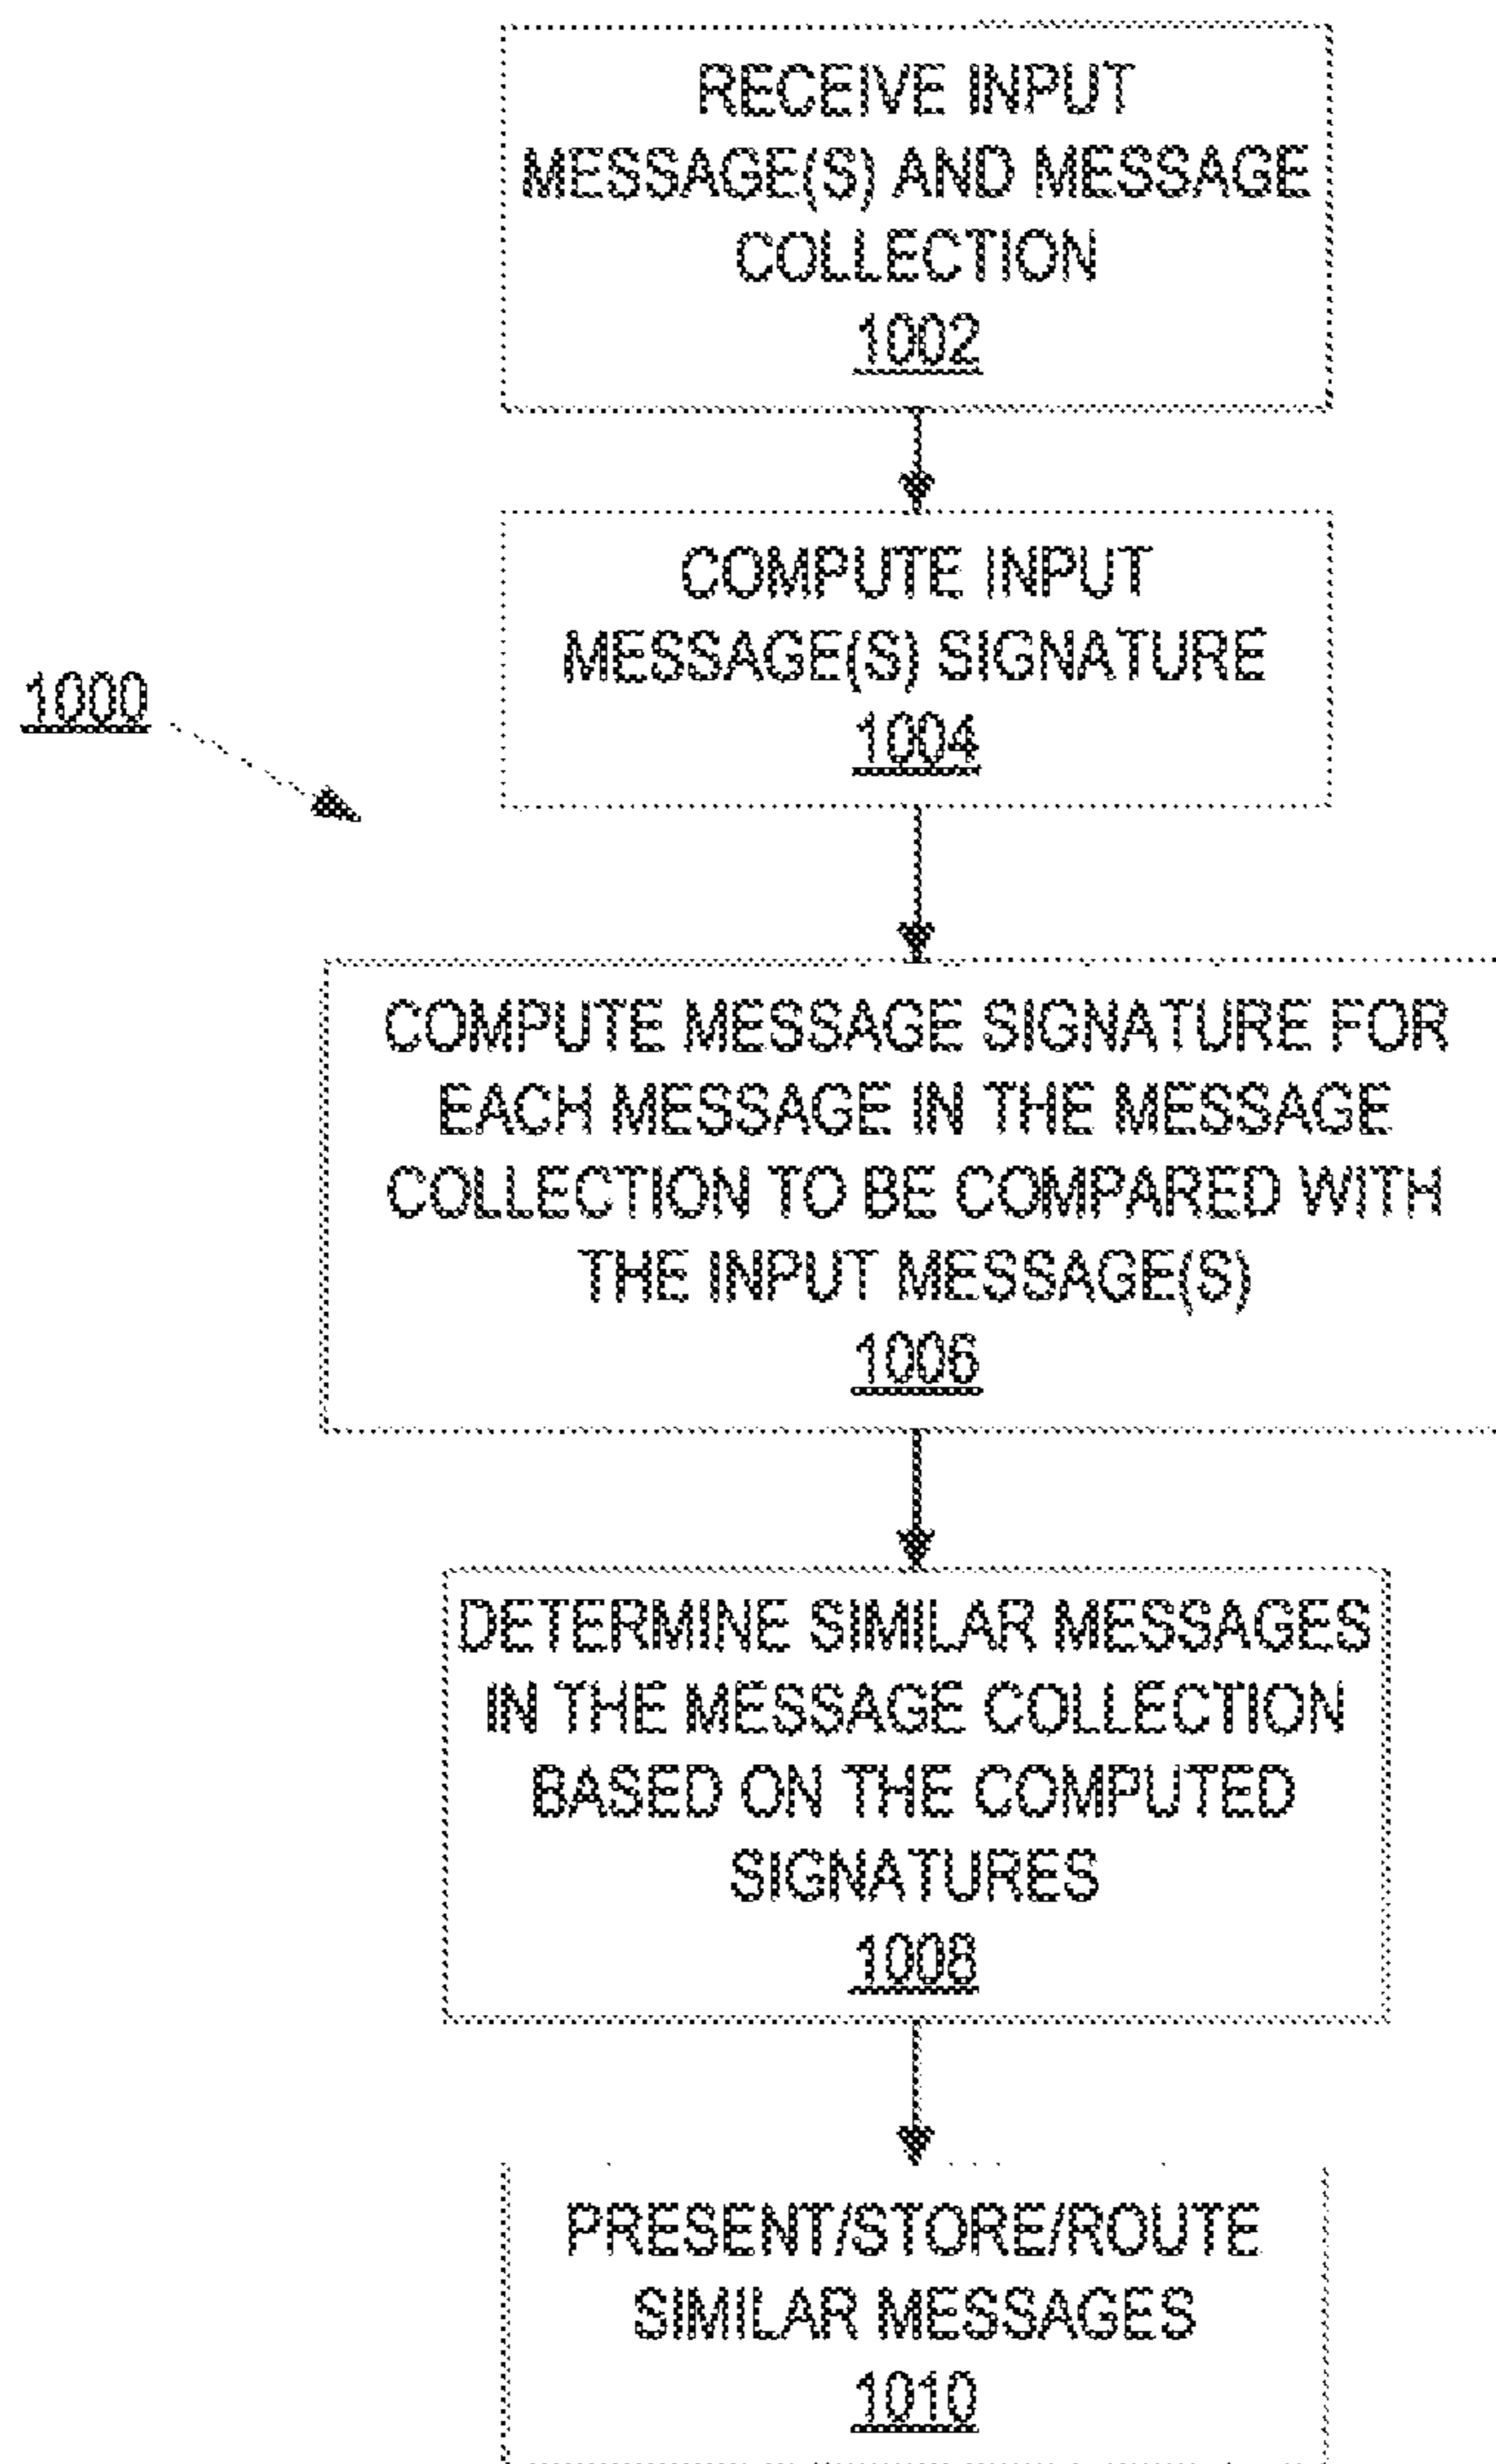 RECEIVE INPUT
MESSAGE(S) AND MESSAGE
COLLECTION
1002
COMPUTE INPUT
MESSAGE(S) SIGNATURE
1004
1000
COMPUTE MESSAGE SIGNATURE FOR
EACH MESSAGE IN THE MESSAGE
COLLECTION TO BE COMPARED WITH
THE INPUT MESSAGE(S)
1006
DETERMINE SIMILAR MESSAGES
IN THE MESSAGE COLLECTION
BASED ON THE COMPUTED
SIGNATURES
1008
PRESENT/STORE/ROUTE
SIMILAR MESSAGES
1010